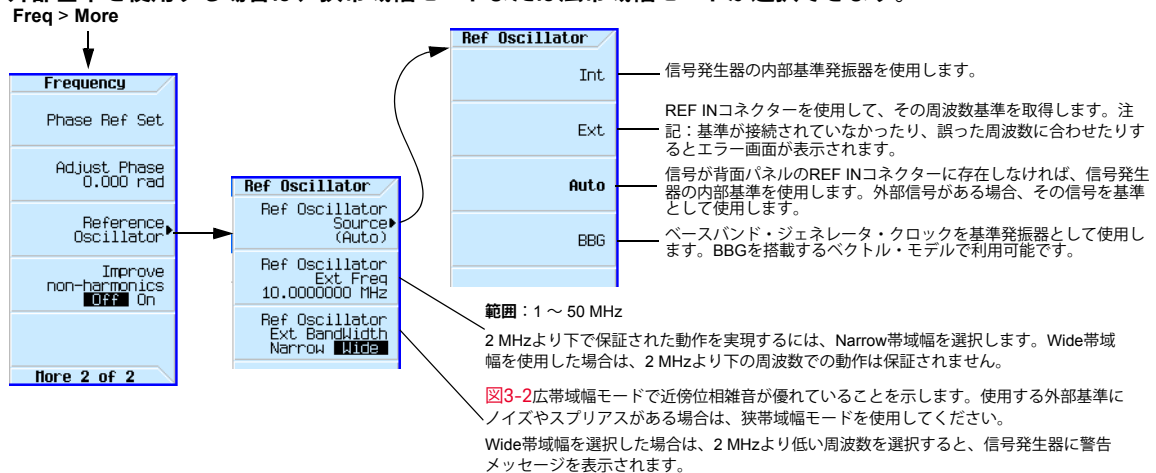 外部基準を使用する場合は、狭帯域幅モードまたは広帯域幅モードが選択できます。
Freq > More
Frequency
Phase Ref Set
Adjust Phase
0.000 rad
Reference
Oscillator
Improve
non-harmonics
Off On
More 2 of 2
Ref Oscillator
Ref Oscillator
Source
(Auto)
Ref Oscillator
Ext Freq
10.0000000 MHz
Ref Oscillator
Ext BandWidth
Narrow Wide
Ref Oscillator
Int
Ext
Auto
BBG
信号発生器の内部基準発振器を使用します。
REF INコネクターを使用して、その周波数基準を取得します。注
記：基準が接続されていなかったり、誤った周波数に合わせたりす
るとエラー画面が表示されます。
信号が背面パネルのREF INコネクターに存在しなければ、信号発生
器の内部基準を使用します。外部信号がある場合、その信号を基準
として使用します。
ベースバンド・ジェネレータ・クロックを基準発振器として使用し
ます。BBGを搭載するベクトル・モデルで利用可能です。
範囲：1 ～ 50 MHz
2 MHzより下で保証された動作を実現するには、Narrow帯域幅を選択します。Wide帯域
幅を使用した場合は、2 MHzより下の周波数での動作は保証されません。
図3-2広帯域幅モードで近傍位相雑音が優れていることを示します。使用する外部基準に
ノイズやスプリアスがある場合は、狭帯域幅モードを使用してください。
Wide帯域幅を選択した場合は、2 MHzより低い周波数を選択すると、信号発生器に警告
メッセージを表示されます。